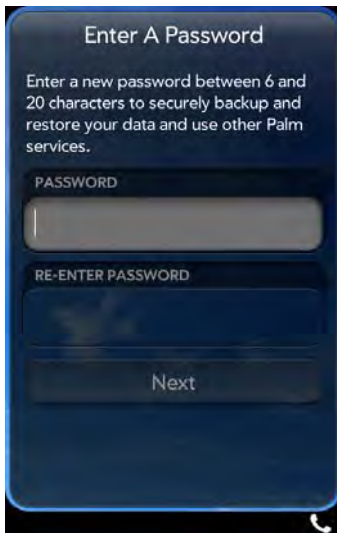 Enter A Password
Enter a new password between 6 and
20 characters to securely backup and
restore your data and use other Palm
services.
PASSWORD
RE-ENTER PASSWORD
Next